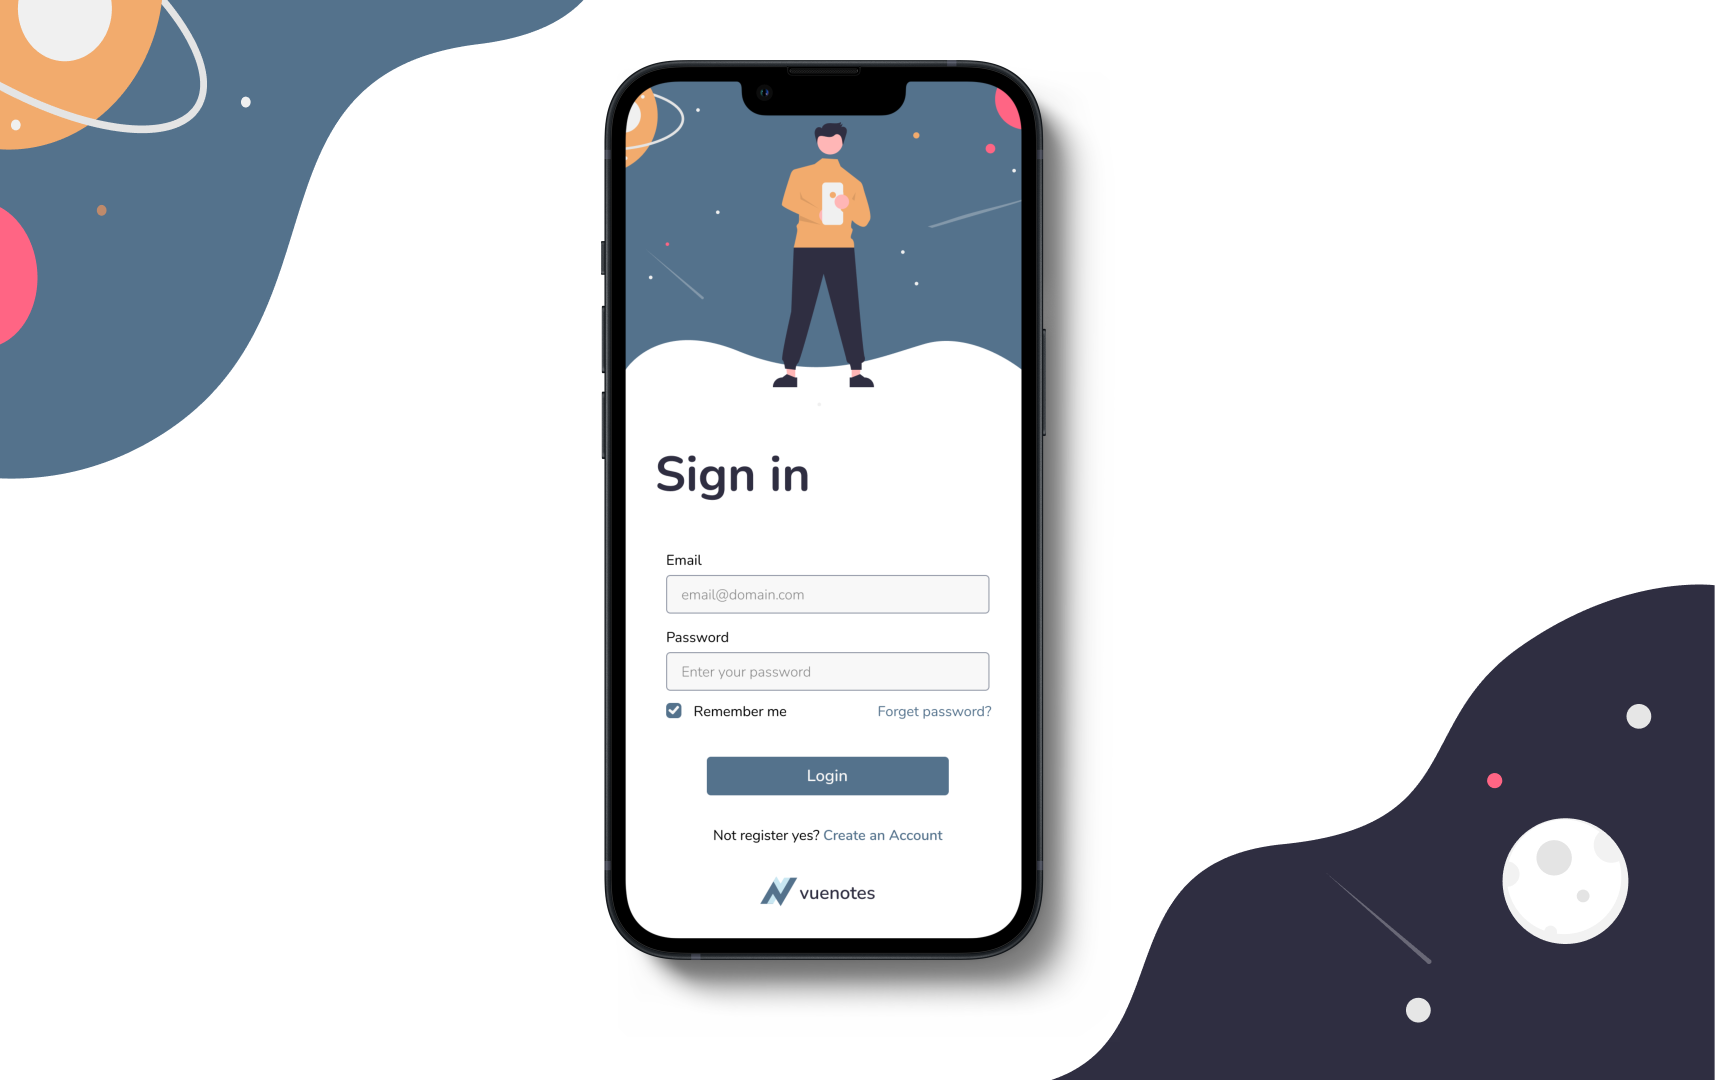 Sign in
Email
email@domain.com
Password
Enter your password
Remember me
Forget password?
Login
Not register yes? Create an Account
vuenotes